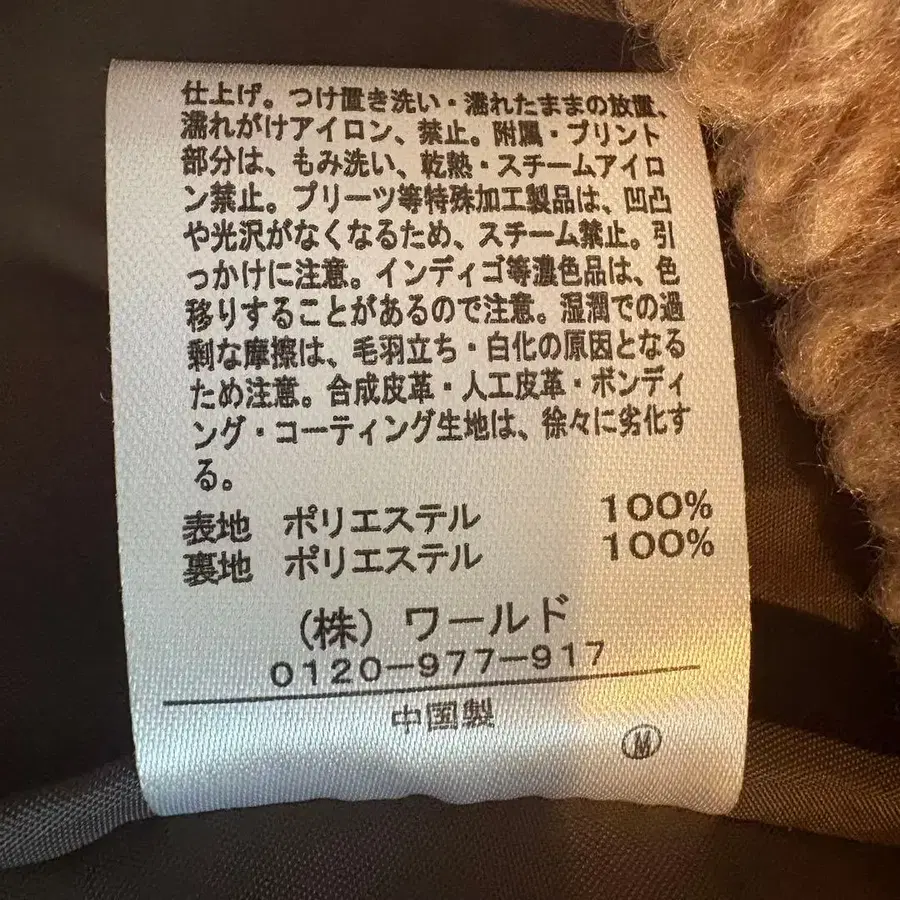 仕上げ。つけ置き洗い・濡れたままの放置、
濡れがけアイロン、禁止。附属・プリント
部分は、もみ洗い、乾熱・スチームアイロ
ン禁止。プリーツ等特殊加工製品は、凹凸
や光沢がなくなるため、スチーム禁止。引
っかけに注意。インディゴ等濃色品は、色
移りすることがあるので注意。湿潤での過
剰な摩擦は、毛羽立ち・白化の原因となる
ため注意。合成皮革・人工皮革・ボンディ
ング・コーティング生地は、徐々に劣化す
る。
表地 ポリエステル 100%
裏地 ポリエステル 100%
(株) ワールド
0120-977-917
中国製
M